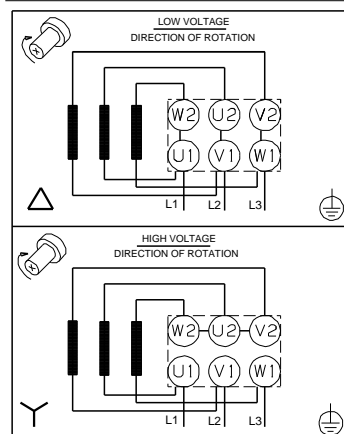 LOW VOLTAGE
DIRECTION OF ROTATION
W2 U2 V2
U1 V1 W1
L1 L2 L3
HIGH VOLTAGE
DIRECTION OF ROTATION
W2 U2 V2
U1 V1 W1
L1 L2 L3